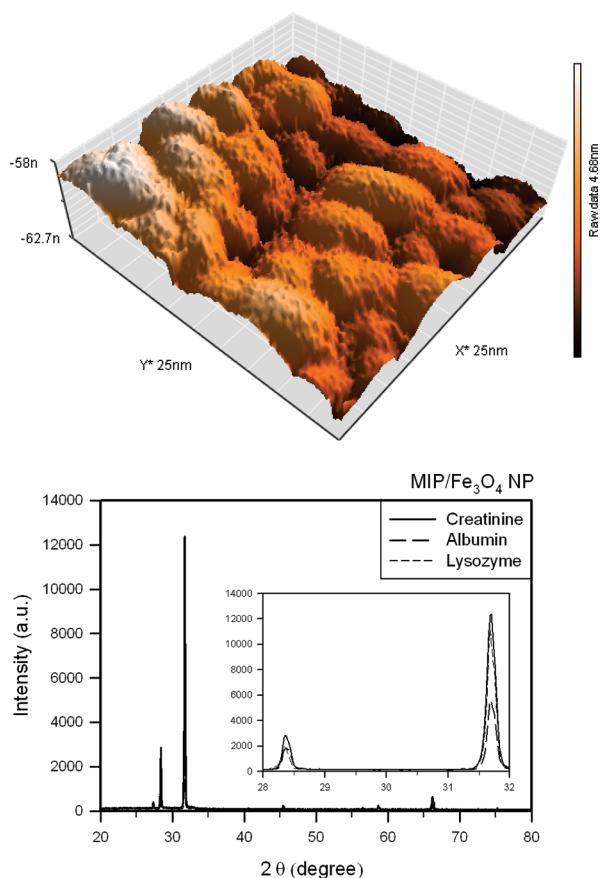 -58n
-62.7n
Y* 25nm
X* 25nm
Raw data 4.68nm
MIP/Fe₃O₄ NP
14000
12000
10000
8000
6000
4000
2000
0
Intensity (a.u.)
Creatinine
Albumin
Lysozyme
14000
12000
10000
8000
6000
4000
2000
0
28 29 30 31 32
20 30 40 50 60 70 80
2 θ (degree)